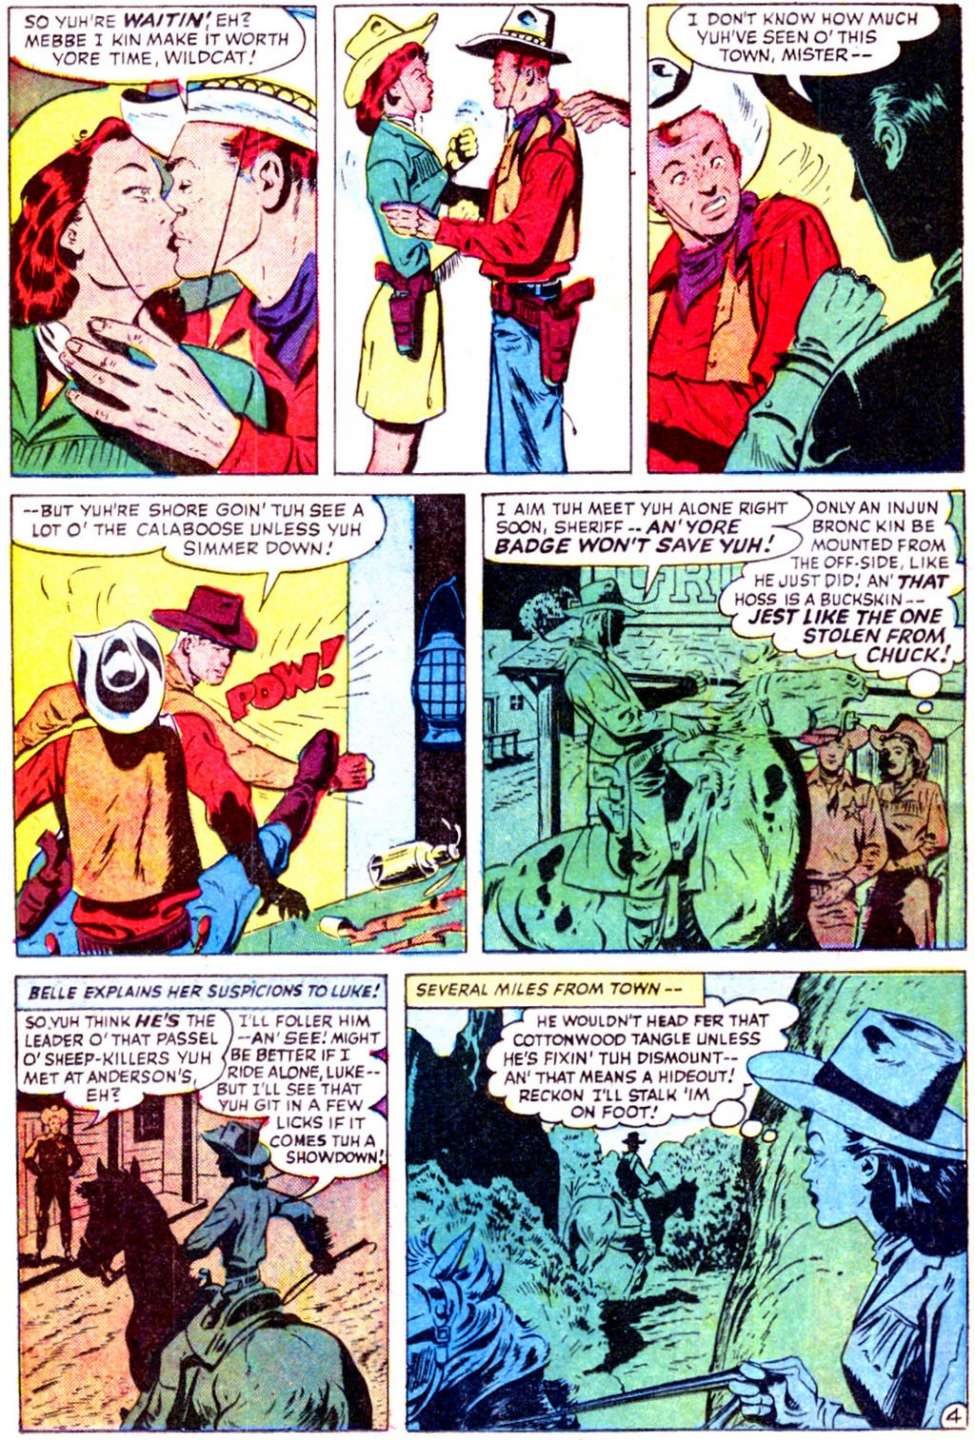 SO YUH'RE WAITIN', EH?
MEBBE I KIN MAKE IT WORTH
YORE TIME, WILDCAT!
I DON'T KNOW HOW MUCH
YUH'VE SEEN O' THIS
TOWN, MISTER--
--BUT YUH'RE SHORE GOIN' TUH SEE A
LOT O' THE CALABOOSE UNLESS YUH
SIMMER DOWN!
POW!
I AIM TUH MEET YUH ALONE RIGHT
SOON, SHERIFF-- AN' YORE
BADGE WON'T SAVE YUH!
ONLY AN INJUN
BRONC KIN BE
MOUNTED FROM
THE OFF-SIDE, LIKE
HE JUST DID! AN' THAT
HOSS IS A BUCKSKIN--
JEST LIKE THE ONE
STOLEN FROM
CHUCK!
BELLE EXPLAINS HER SUSPICIONS TO LUKE!
SO, YUH THINK HE'S THE
LEADER O' THAT PASSEL
O' SHEEP-KILLERS YUH
MET AT ANDERSON'S,
EH?
I'LL FOLLER HIM
--AN' SEE! MIGHT
BE BETTER IF I
RIDE ALONE, LUKE--
BUT I'LL SEE THAT
YUH GIT IN A FEW
LICKS IF IT
COMES TUH A
SHOWDOWN!
SEVERAL MILES FROM TOWN--
HE WOULDN'T HEAD FER THAT
COTTONWOOD TANGLE UNLESS
HE'S FIXIN' TUH DISMOUNT--
AN' THAT MEANS A HIDEOUT!
RECKON I'LL STALK 'IM
ON FOOT!
4